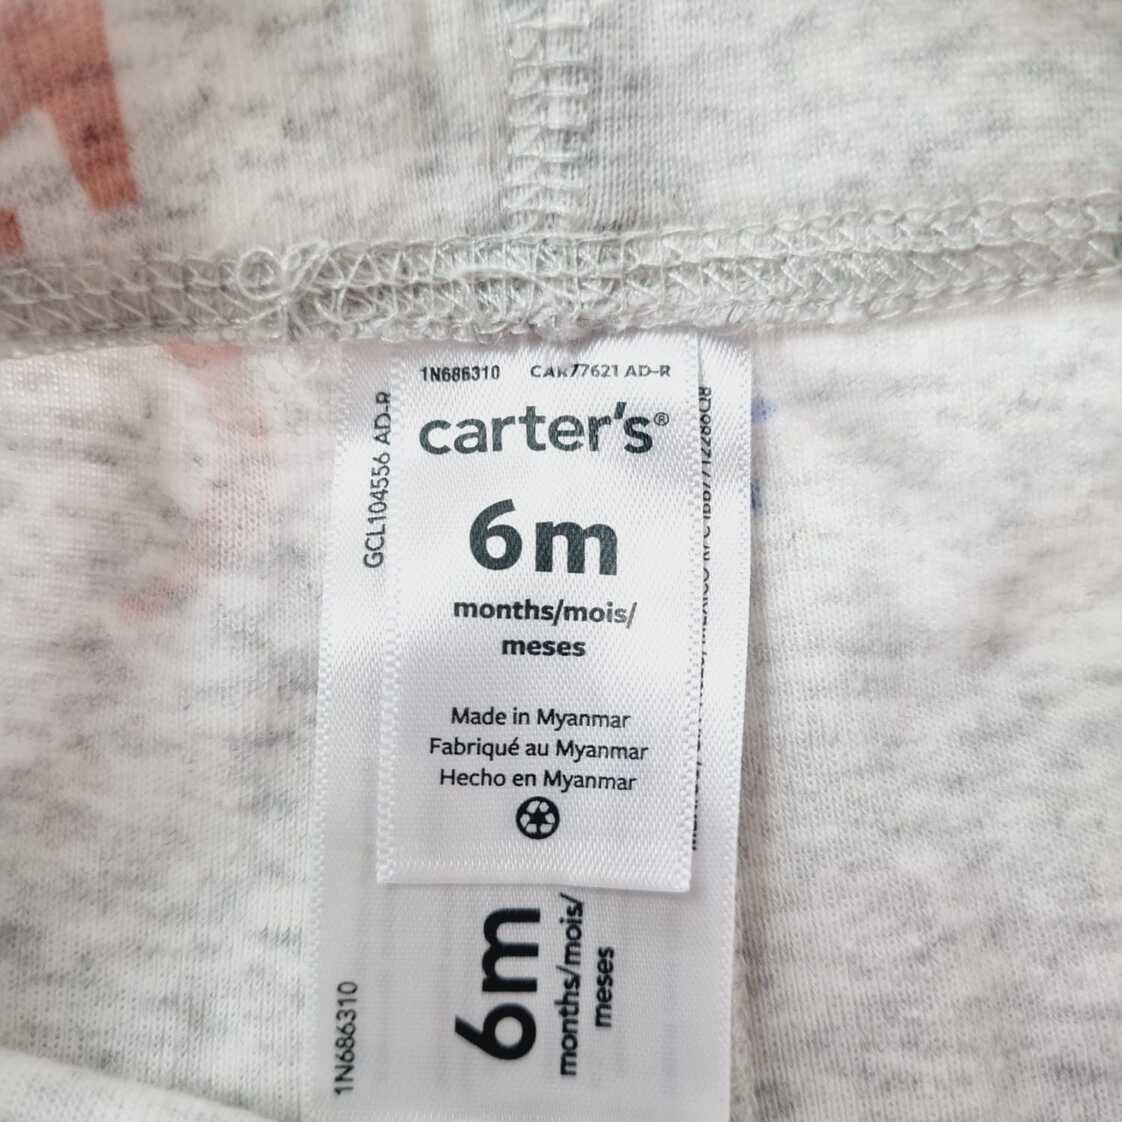 1N686310 CAR77621 AD-R
carter's®
6m
months/mois/
meses
Made in Myanmar
Fabriqué au Myanmar
Hecho en Myanmar
GCL104556 AD-R
1N686310
6m
months/mois/
meses